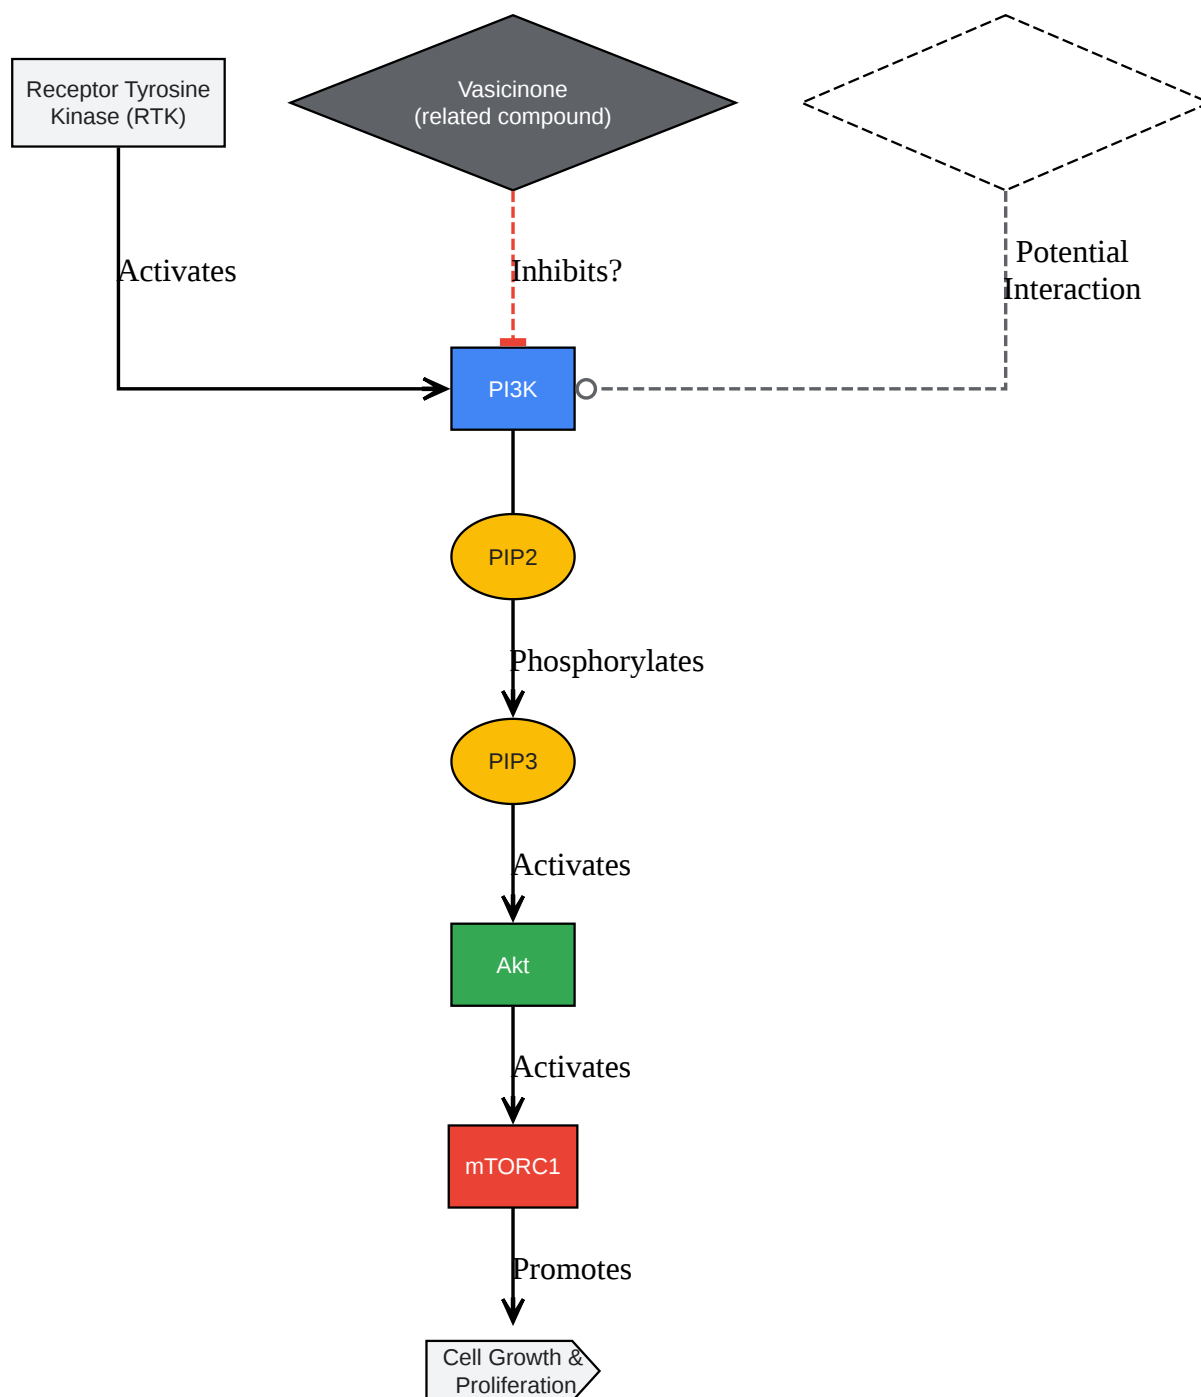 Receptor Tyrosine
Kinase (RTK)
Vasicinone
(related compound)
Activates
Inhibits?
Potential
Interaction
PI3K
PIP2
Phosphorylates
PIP3
Activates
Akt
Activates
mTORC1
Promotes
Cell Growth &
Proliferation